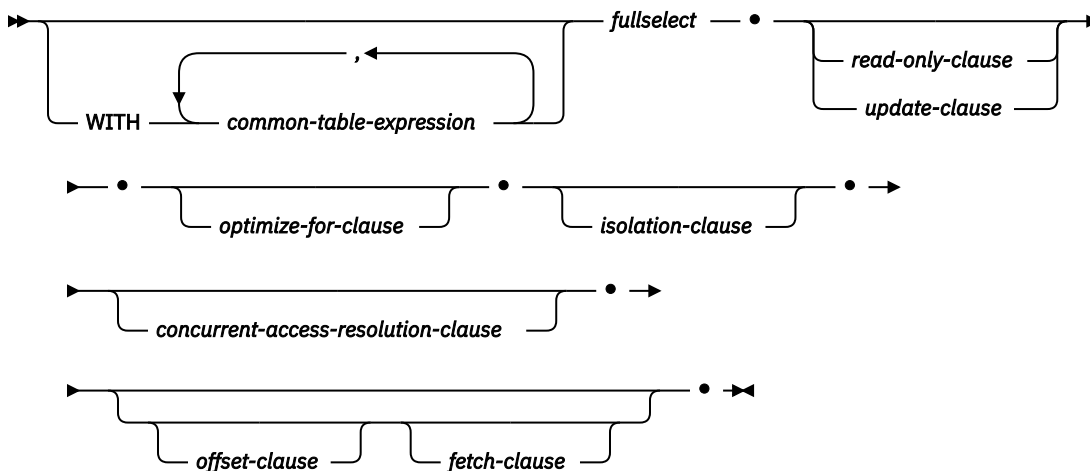 fullselect
,
read-only-clause
WITH common-table-expression
update-clause
optimize-for-clause isolation-clause
concurrent-access-resolution-clause
offset-clause fetch-clause